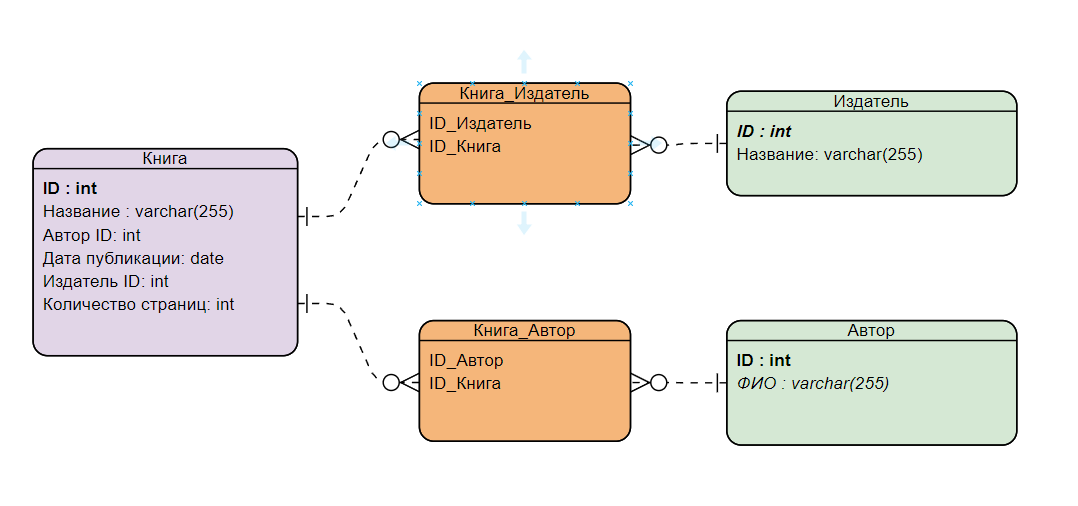 Книга
ID : int
Название : varchar(255)
Автор ID: int
Дата публикации: date
Издатель ID: int
Количество страниц: int
Книга_Издатель
ID_Издатель
ID_Книга
Издатель
ID : int
Название: varchar(255)
Книга_Автор
ID_Автор
ID_Книга
Автор
ID : int
ФИО : varchar(255)